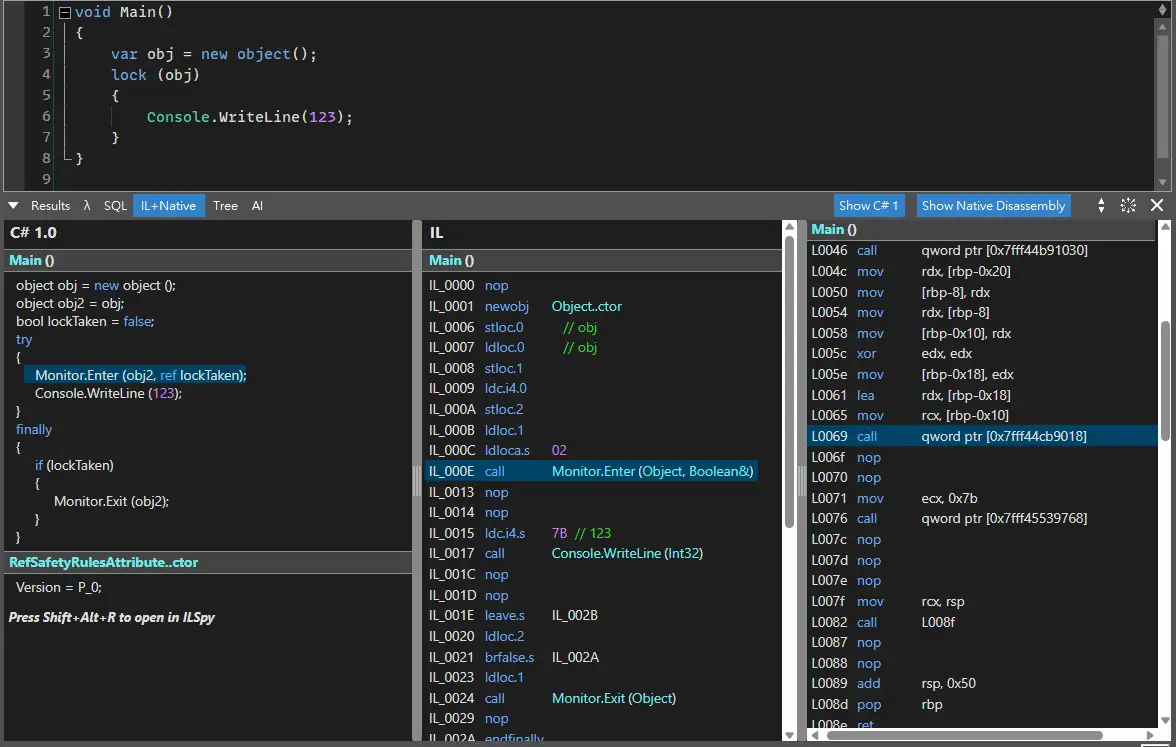 1 void Main()
2 {
3 var obj = new object();
4 lock (obj)
5 {
6 Console.WriteLine(123);
7 }
8 }
9
Results λ SQL IL+Native Tree AI Show C# 1 Show Native Disassembly
C# 1.0
Main ()
object obj = new object ();
object obj2 = obj;
bool lockTaken = false;
try
{
Monitor.Enter (obj2, ref lockTaken);
Console.WriteLine (123);
}
finally
{
if (lockTaken)
{
Monitor.Exit (obj2);
}
}
RefSafetyRulesAttribute..ctor
Version = P_0;
Press Shift+Alt+R to open in ILSpy
IL
Main ()
IL_0000 nop
IL_0001 newobj Object..ctor
IL_0006 stloc.0 // obj
IL_0007 ldloc.0 // obj
IL_0008 stloc.1
IL_0009 ldc.i4.0
IL_000A stloc.2
IL_000B ldloc.1
IL_000C ldloca.s 02
IL_000E call Monitor.Enter (Object, Boolean&)
IL_0013 nop
IL_0014 nop
IL_0015 ldc.i4.s 7B // 123
IL_0017 call Console.WriteLine (Int32)
IL_001C nop
IL_001D nop
IL_001E leave.s IL_002B
IL_0020 ldloc.2
IL_0021 brfalse.s IL_002A
IL_0023 ldloc.1
IL_0024 call Monitor.Exit (Object)
IL_0029 nop
IL_002A endfinally
Main ()
L0046 call qword ptr [0x7fff44b91030]
L004c mov rdx, [rbp-0x20]
L0050 mov [rbp-8], rdx
L0054 mov rdx, [rbp-8]
L0058 mov [rbp-0x10], rdx
L005c xor edx, edx
L005e mov [rbp-0x18], edx
L0061 lea rdx, [rbp-0x18]
L0065 mov rcx, [rbp-0x10]
L0069 call qword ptr [0x7fff44cb9018]
L006f nop
L0070 nop
L0071 mov ecx, 0x7b
L0076 call qword ptr [0x7fff45539768]
L007c nop
L007d nop
L007e nop
L007f mov rcx, rsp
L0082 call L008f
L0087 nop
L0088 nop
L0089 add rsp, 0x50
L008d pop rbp
L008e ret